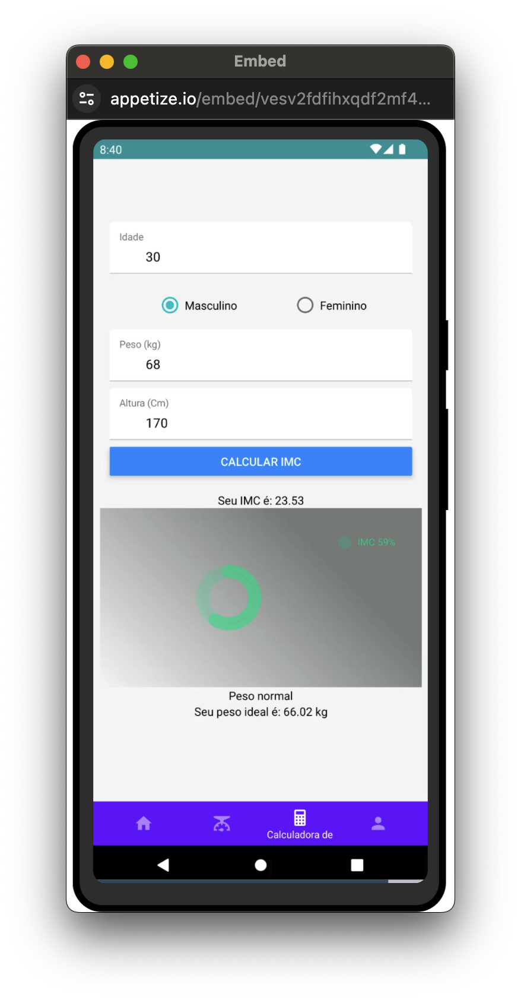 Embed
appetize.io/embed/vesv2fdfihxqdf2mf4...
8:40
Idade
30
Masculino
Feminino
Peso (kg)
68
Altura (Cm)
170
CALCULAR IMC
Seu IMC é: 23.53
IMC 59%
Peso normal
Seu peso ideal é: 66.02 kg
Calculadora de